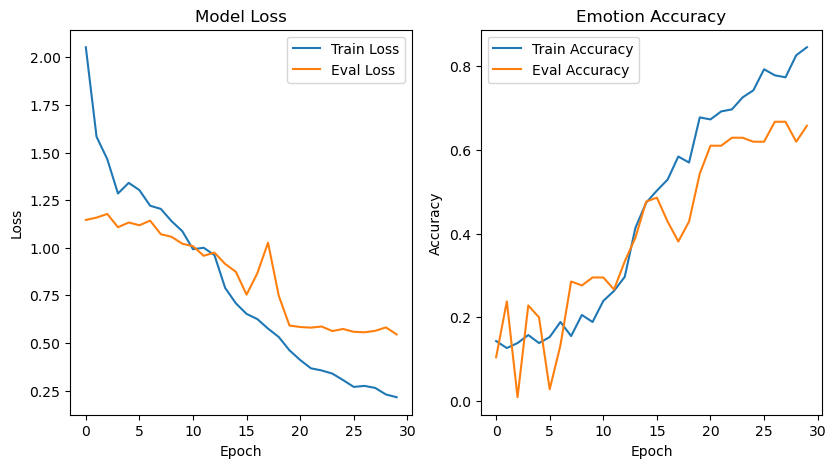 Model Loss
Train Loss
Eval Loss
2.00
1.75
1.50
1.25
1.00
0.75
0.50
0.25
Loss
0 5 10 15 20 25 30
Epoch
Emotion Accuracy
Train Accuracy
Eval Accuracy
0.8
0.6
0.4
0.2
0.0
Accuracy
0 5 10 15 20 25 30
Epoch